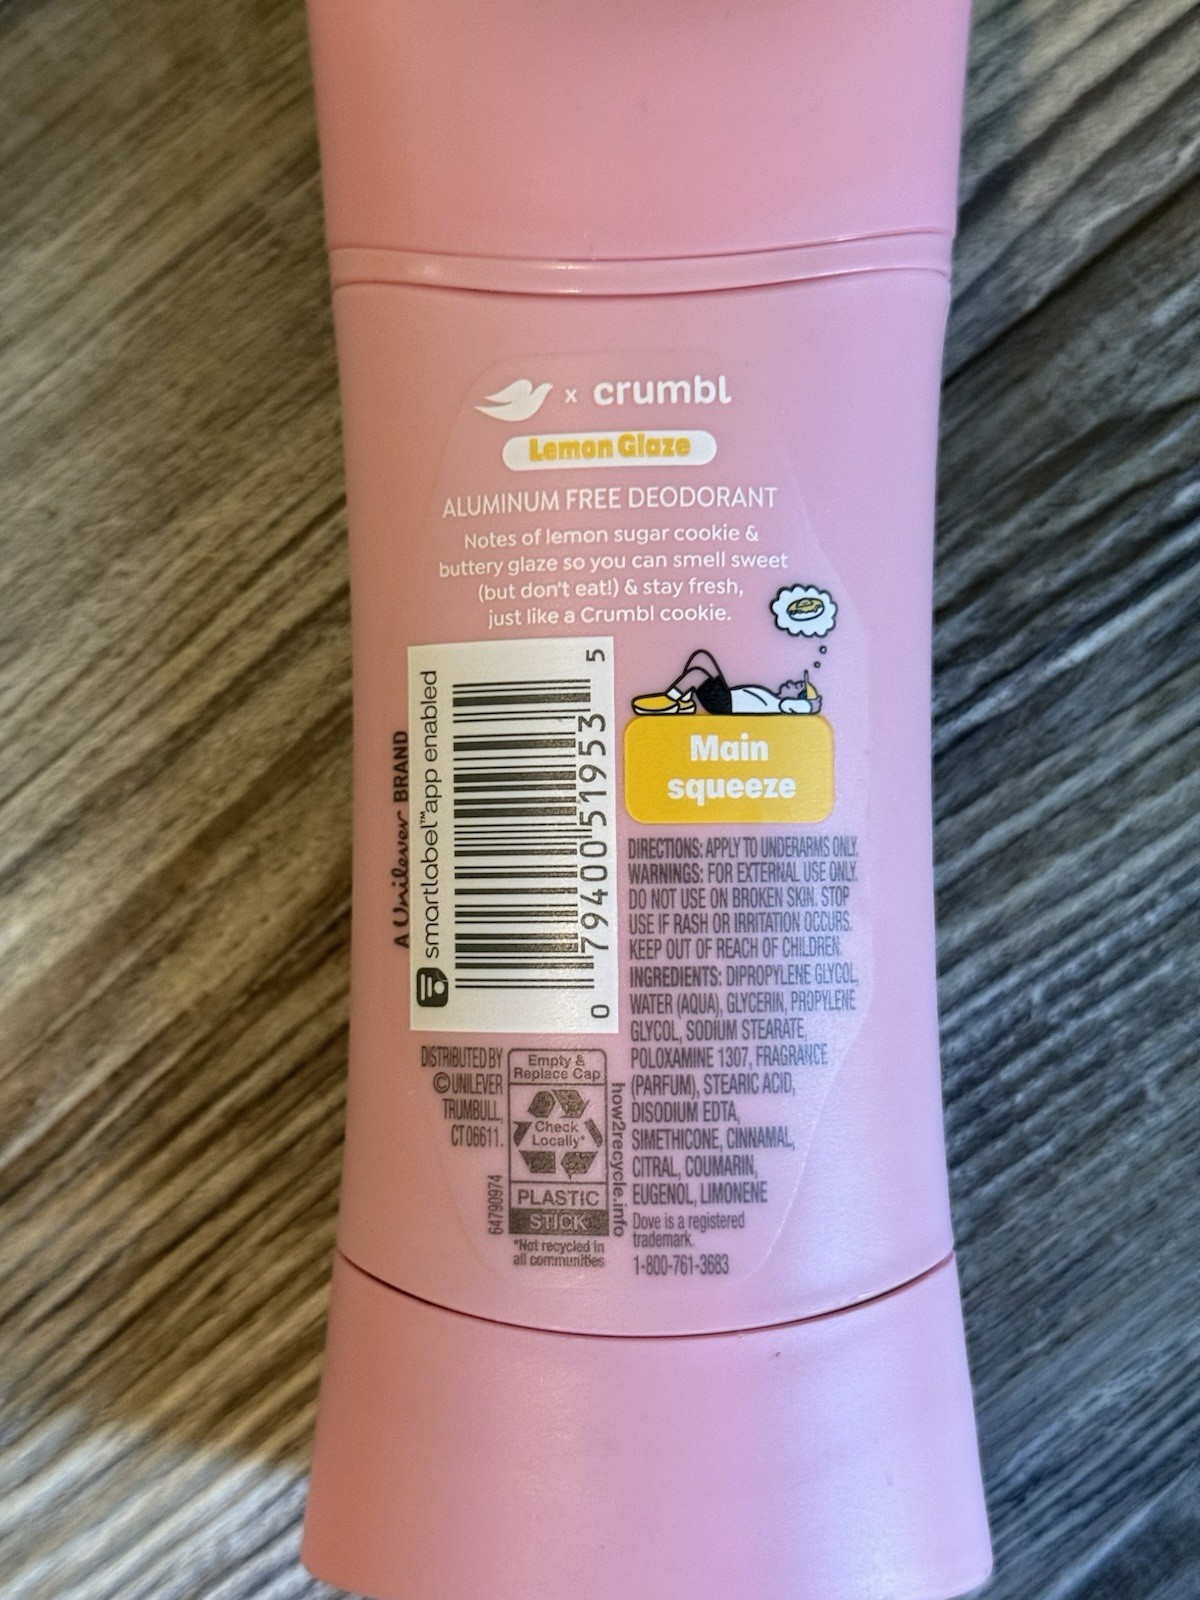 x crumbl
Lemon Glaze
ALUMINUM FREE DEODORANT
Notes of lemon sugar cookie &
buttery glaze so you can smell sweet
(but don't eat!) & stay fresh,
just like a Crumbl cookie.
A Unilever BRAND
smartlabel™ app enabled
0 79400 51953 5
Main
squeeze
DIRECTIONS: APPLY TO UNDERARMS ONLY.
WARNINGS: FOR EXTERNAL USE ONLY.
DO NOT USE ON BROKEN SKIN. STOP
USE IF RASH OR IRRITATION OCCURS.
KEEP OUT OF REACH OF CHILDREN.
INGREDIENTS: DIPROPYLENE GLYCOL,
WATER (AQUA), GLYCERIN, PROPYLENE
GLYCOL, SODIUM STEARATE,
POLOXAMINE 1307, FRAGRANCE
(PARFUM), STEARIC ACID,
DISODIUM EDTA,
SIMETHICONE, CINNAMAL,
CITRAL, COUMARIN,
EUGENOL, LIMONENE
Dove is a registered
trademark.
1-800-761-3683
DISTRIBUTED BY
©UNILEVER
TRUMBULL,
CT 06611.
64790974
Empty &
Replace Cap
Check
Locally*
PLASTIC
STICK
*Not recycled in
all communities
how2recycle.info